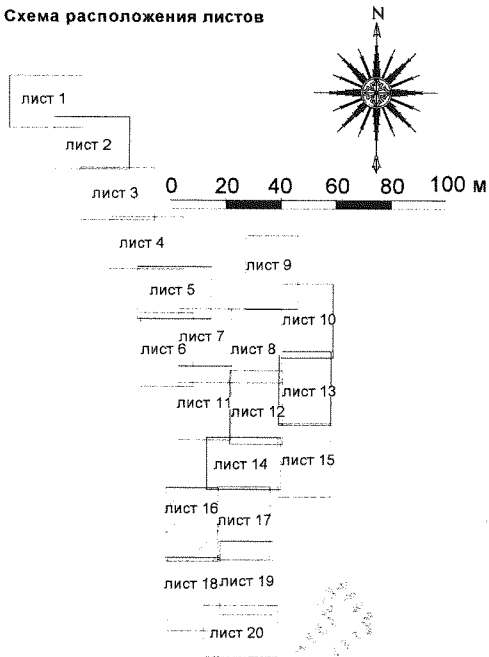 Схема расположения листов
N
лист 1
лист 2
лист 3
0 20 40 60 80 100 м
лист 4
лист 9
лист 5
лист 10
лист 7
лист 6
лист 8
лист 13
лист 11
лист 12
лист 14
лист 15
лист 16
лист 17
лист 18
лист 19
лист 20